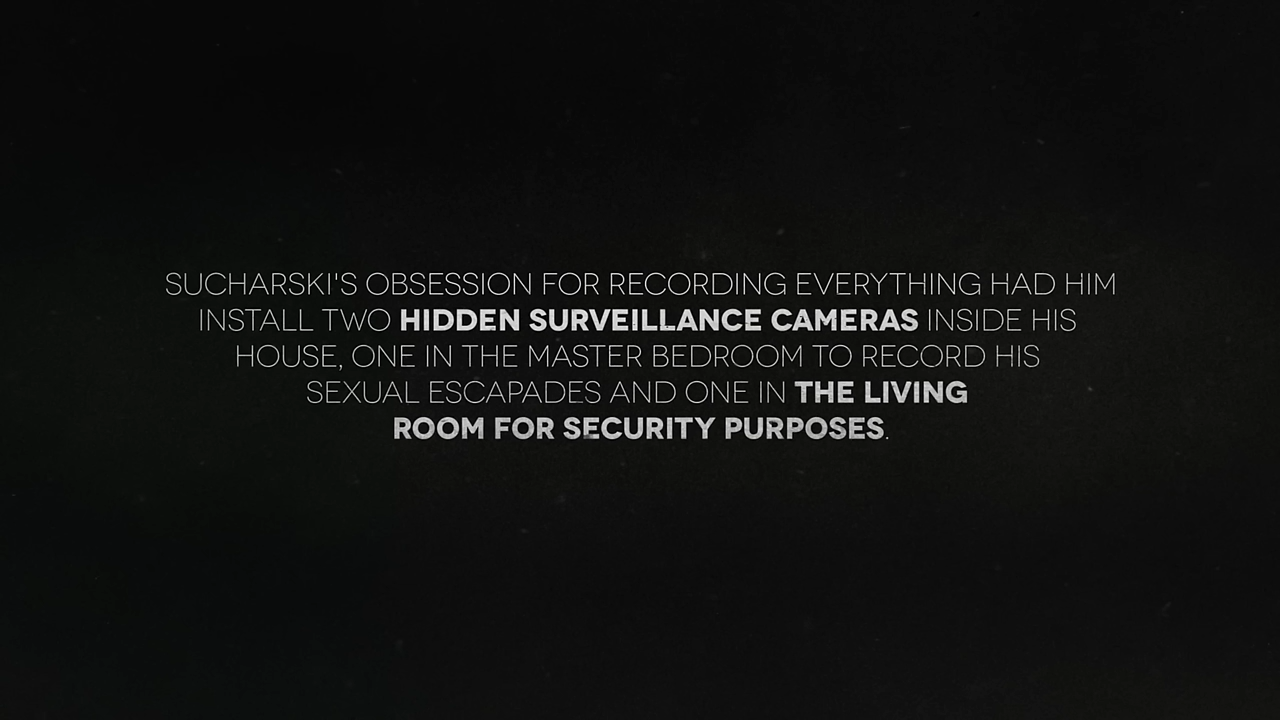 SUCHARSKI'S OBSESSION FOR RECORDING EVERYTHING HAD HIM
INSTALL TWO HIDDEN SURVEILLANCE CAMERAS INSIDE HIS
HOUSE, ONE IN THE MASTER BEDROOM TO RECORD HIS
SEXUAL ESCAPADES AND ONE IN THE LIVING
ROOM FOR SECURITY PURPOSES.